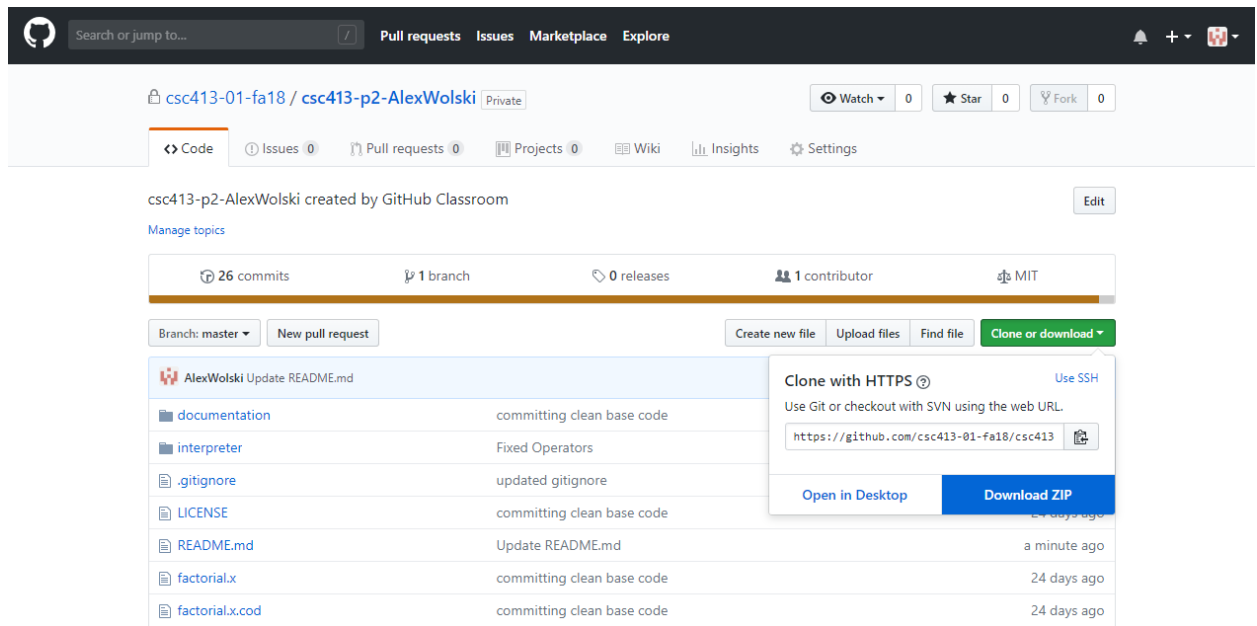 Search or jump to... / Pull requests Issues Marketplace Explore
csc413-01-fa18 / csc413-p2-AlexWolski Private Watch 0 Star 0 Fork 0
Code Issues 0 Pull requests 0 Projects 0 Wiki Insights Settings
csc413-p2-AlexWolski created by GitHub Classroom Edit
Manage topics
26 commits 1 branch 0 releases 1 contributor MIT
Branch: master New pull request Create new file Upload files Find file Clone or download
AlexWolski Update README.md
Clone with HTTPS ? Use SSH
Use Git or checkout with SVN using the web URL.
https://github.com/csc413-01-fa18/csc413
Open in Desktop Download ZIP
documentation committing clean base code
interpreter Fixed Operators
.gitignore updated gitignore
LICENSE committing clean base code 24 days ago
README.md Update README.md a minute ago
factorial.x committing clean base code 24 days ago
factorial.x.cod committing clean base code 24 days ago